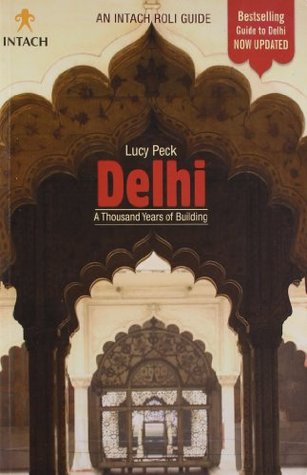 INTACH
AN INTACH ROLI GUIDE
Bestselling
Guide to Delhi
NOW UPDATED
Lucy Peck
Delhi
A Thousand Years of Building